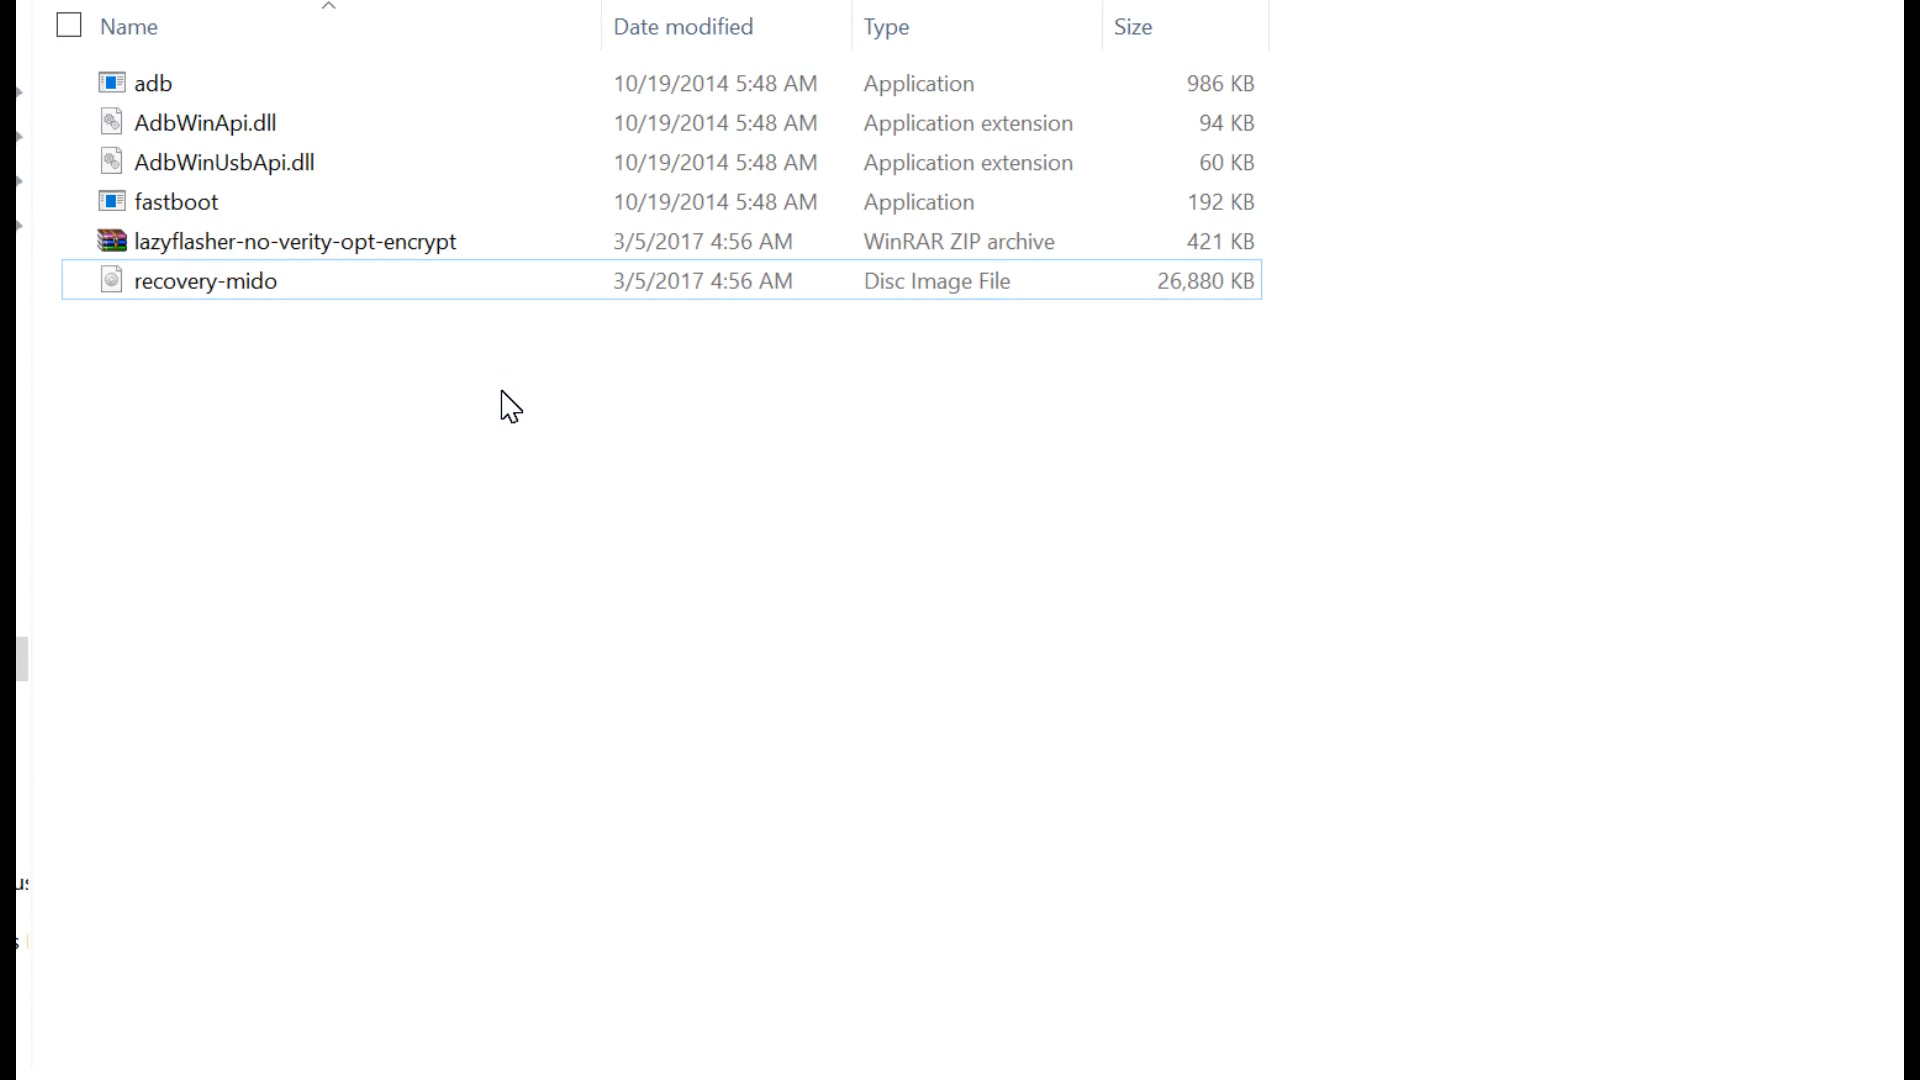 Name Date modified Type Size
adb 10/19/2014 5:48 AM Application 986 KB
AdbWinApi.dll 10/19/2014 5:48 AM Application extension 94 KB
AdbWinUsbApi.dll 10/19/2014 5:48 AM Application extension 60 KB
fastboot 10/19/2014 5:48 AM Application 192 KB
lazyflasher-no-verity-opt-encrypt 3/5/2017 4:56 AM WinRAR ZIP archive 421 KB
recovery-mido 3/5/2017 4:56 AM Disc Image File 26,880 KB